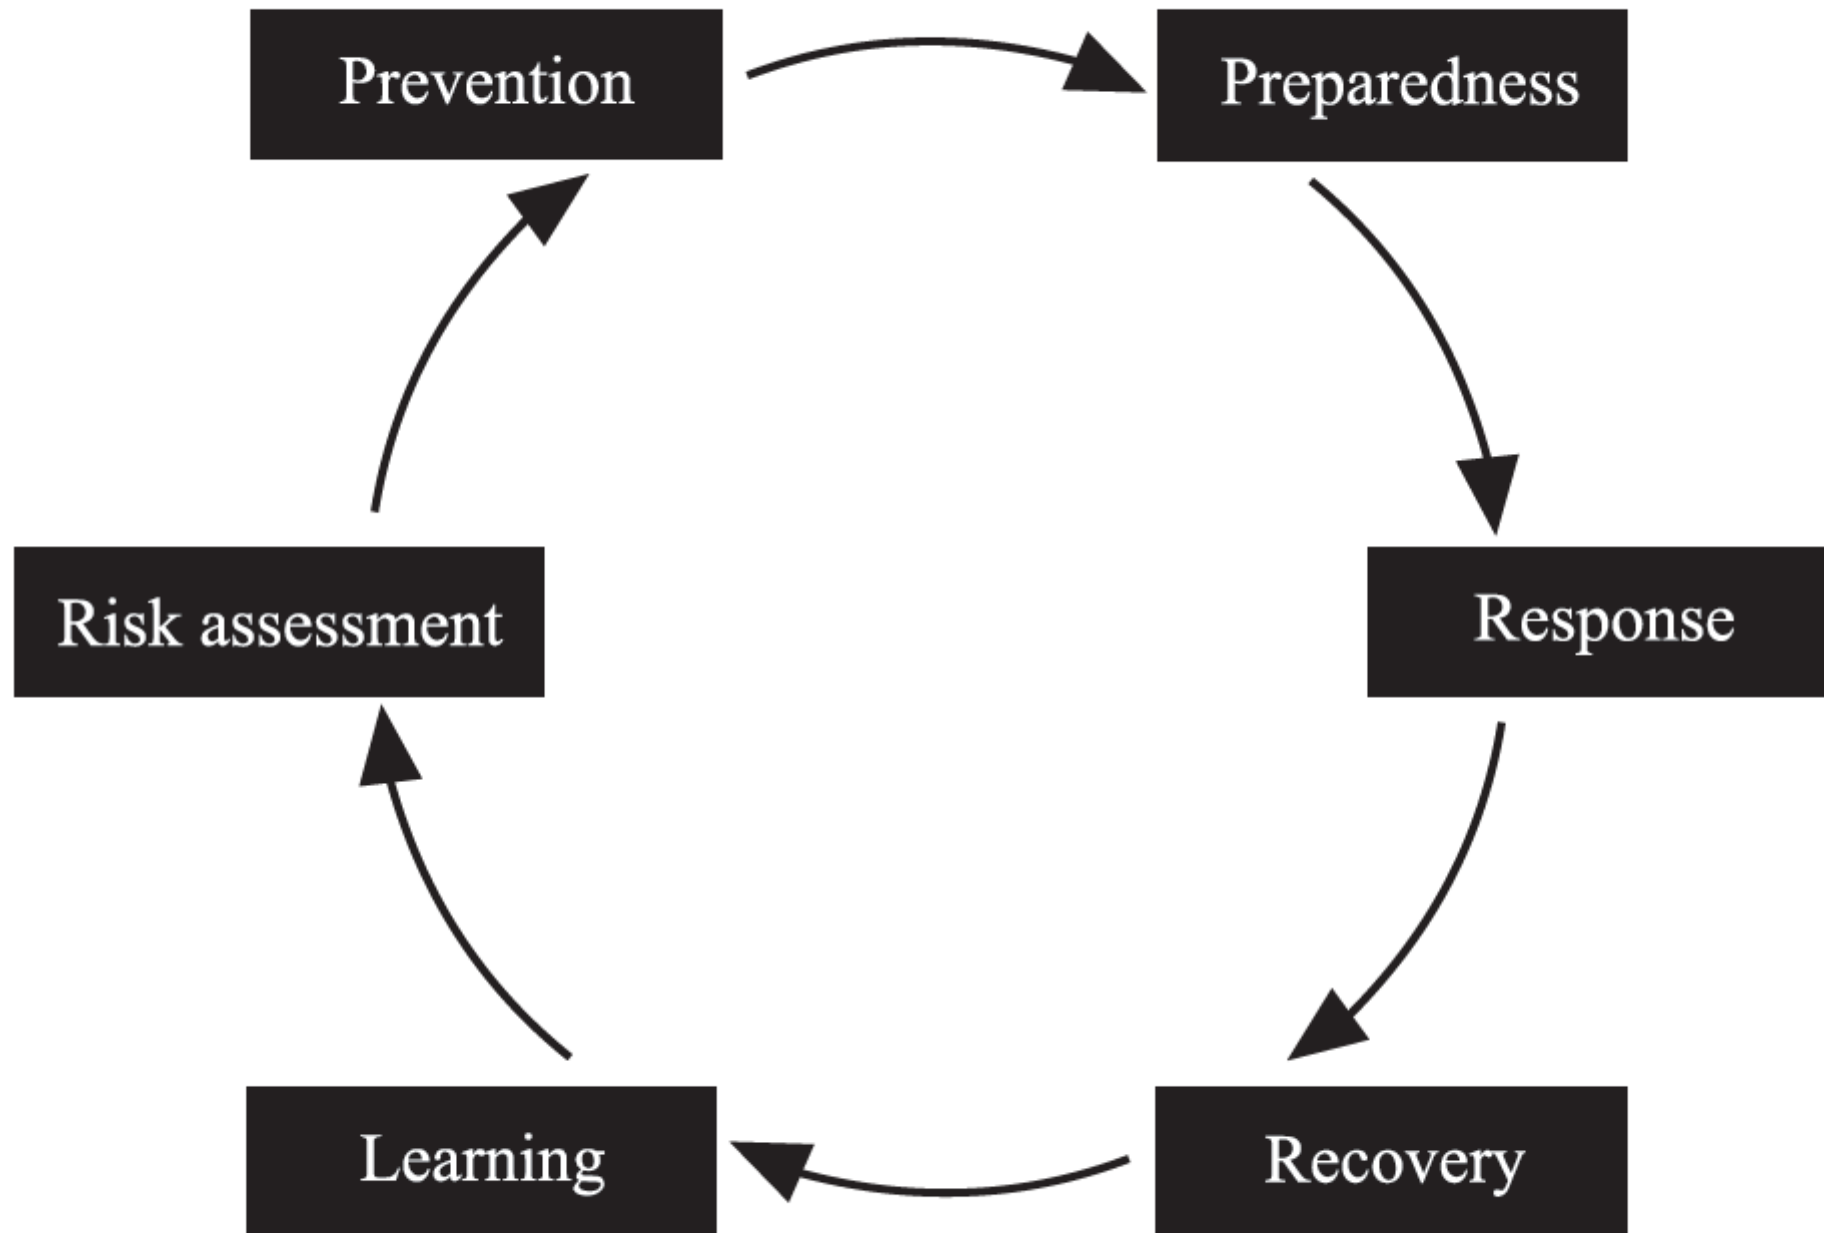 Prevention
Preparedness
Risk assessment
Response
Learning
Recovery